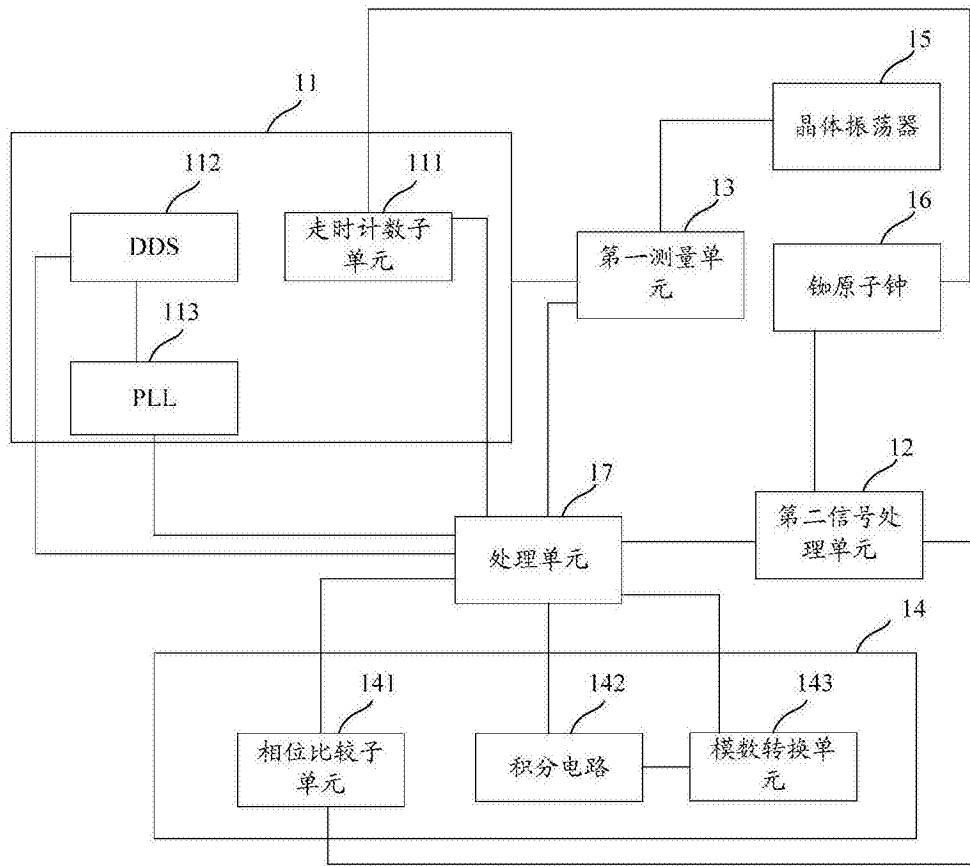 15
11
晶体振荡器
112
111
13
16
DDS
走时计数子
单元
第一测量单
元
铷原子钟
113
PLL
12
17
第二信号处
理单元
处理单元
14
141
142
143
相位比较子
单元
积分电路
模数转换单
元